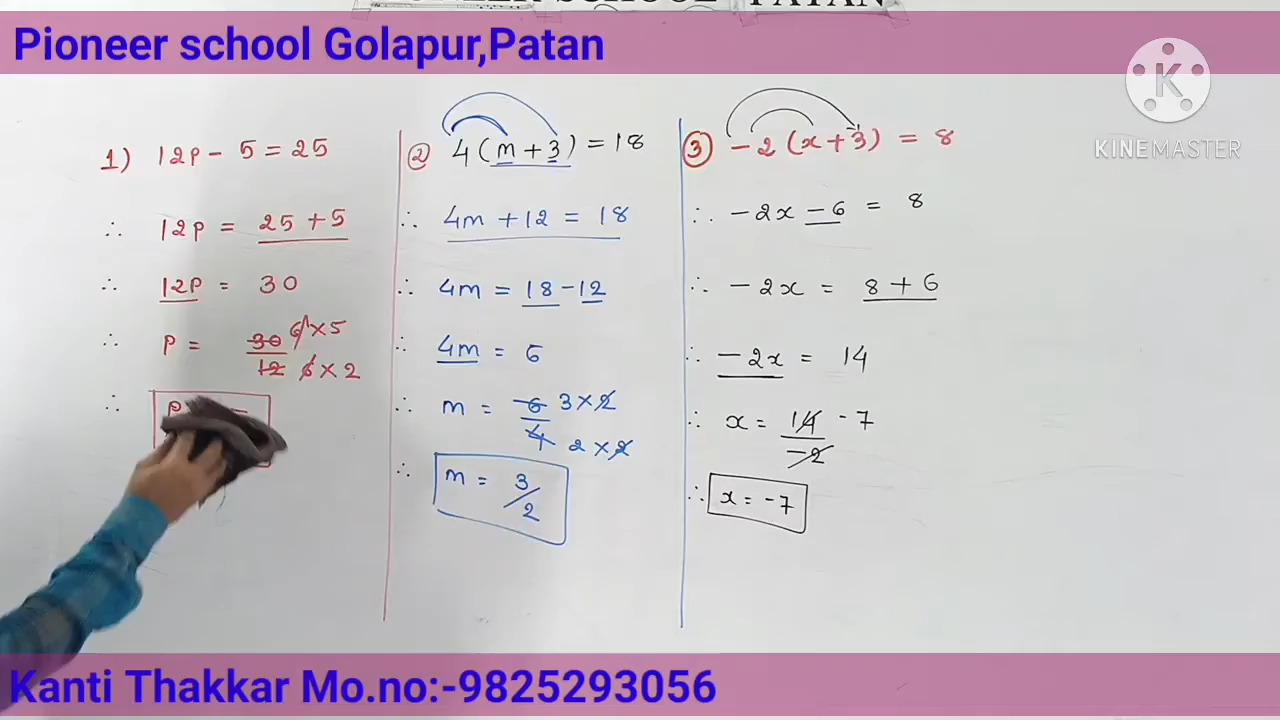 Pioneer school Golapur,Patan
K
KINEMASTER
1) 12p - 5 = 25
∴ 12p = 25 + 5
∴ 12p = 30
∴ p = 30/12 6×5 / 6×2
∴ p
② 4(m + 3) = 18
∴ 4m + 12 = 18
∴ 4m = 18 - 12
∴ 4m = 6
∴ m = 6/4 3×2 / 2×2
∴ m = 3/2
③ -2(x + 3) = 8
∴ -2x - 6 = 8
∴ -2x = 8 + 6
∴ -2x = 14
∴ x = 14/-2 -7
∴ x = -7
Kanti Thakkar Mo.no:-9825293056